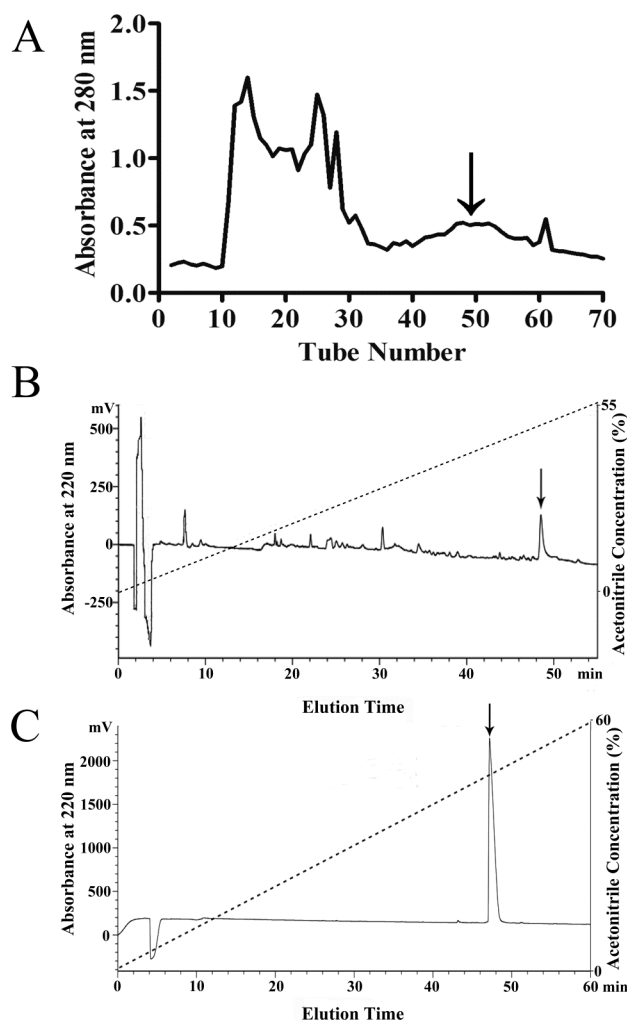 A
Absorbance at 280 nm
2.0
1.5
1.0
0.5
0.0
0 10 20 30 40 50 60 70
Tube Number
B
mV
Absorbance at 220 nm
500
250
0
-250
55
0
Acetonitrile Concentration (%)
0 10 20 30 40 50 min
Elution Time
C
mV
Absorbance at 220 nm
2000
1500
1000
500
0
60
0
Acetonitrile Concentration (%)
0 10 20 30 40 50 60 min
Elution Time